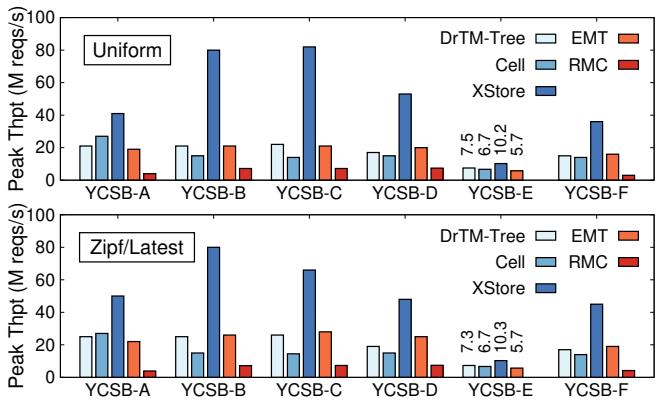 Peak Thpt (M reqs/s)
100
80
60
40
20
0
Uniform
DrTM-Tree
EMT
Cell
RMC
XStore
7.5
6.7
10.2
5.7
YCSB-A YCSB-B YCSB-C YCSB-D YCSB-E YCSB-F
Peak Thpt (M reqs/s)
100
80
60
40
20
0
Zipf/Latest
DrTM-Tree
EMT
Cell
RMC
XStore
7.3
6.7
10.3
5.7
YCSB-A YCSB-B YCSB-C YCSB-D YCSB-E YCSB-F